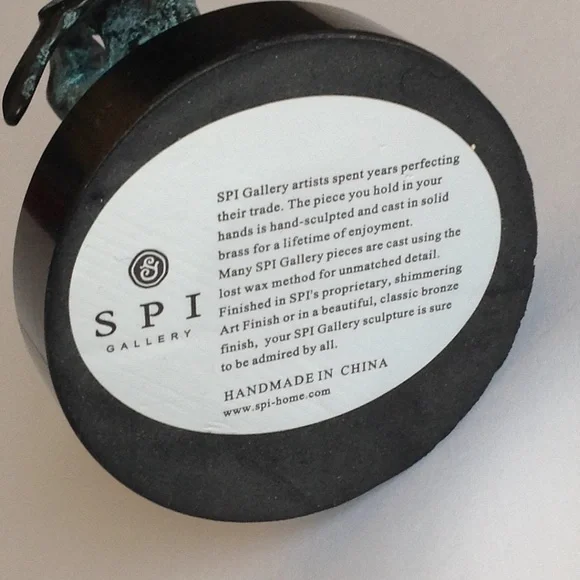 SPI Gallery artists spent years perfecting
their trade. The piece you hold in your
hands is hand-sculpted and cast in solid
brass for a lifetime of enjoyment.
Many SPI Gallery pieces are cast using the
lost wax method for unmatched detail.
Finished in SPI's proprietary, shimmering
Art Finish or in a beautiful, classic bronze
finish, your SPI Gallery sculpture is sure
to be admired by all.
HANDMADE IN CHINA
www.spi-home.com
SPI
GALLERY